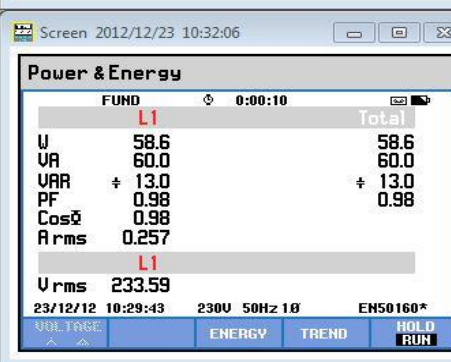 Screen 2012/12/23 10:32:06
Power & Energy
FUND 0:00:10
L1 Total
W 58.6 58.6
VA 60.0 60.0
VAR 13.0 13.0
PF 0.98 0.98
CosΦ 0.98
A rms 0.257
L1
V rms 233.59
23/12/12 10:29:43 230V 50Hz 1Ø EN50160*
VOLTAGE ENERGY TREND HOLD
RUN